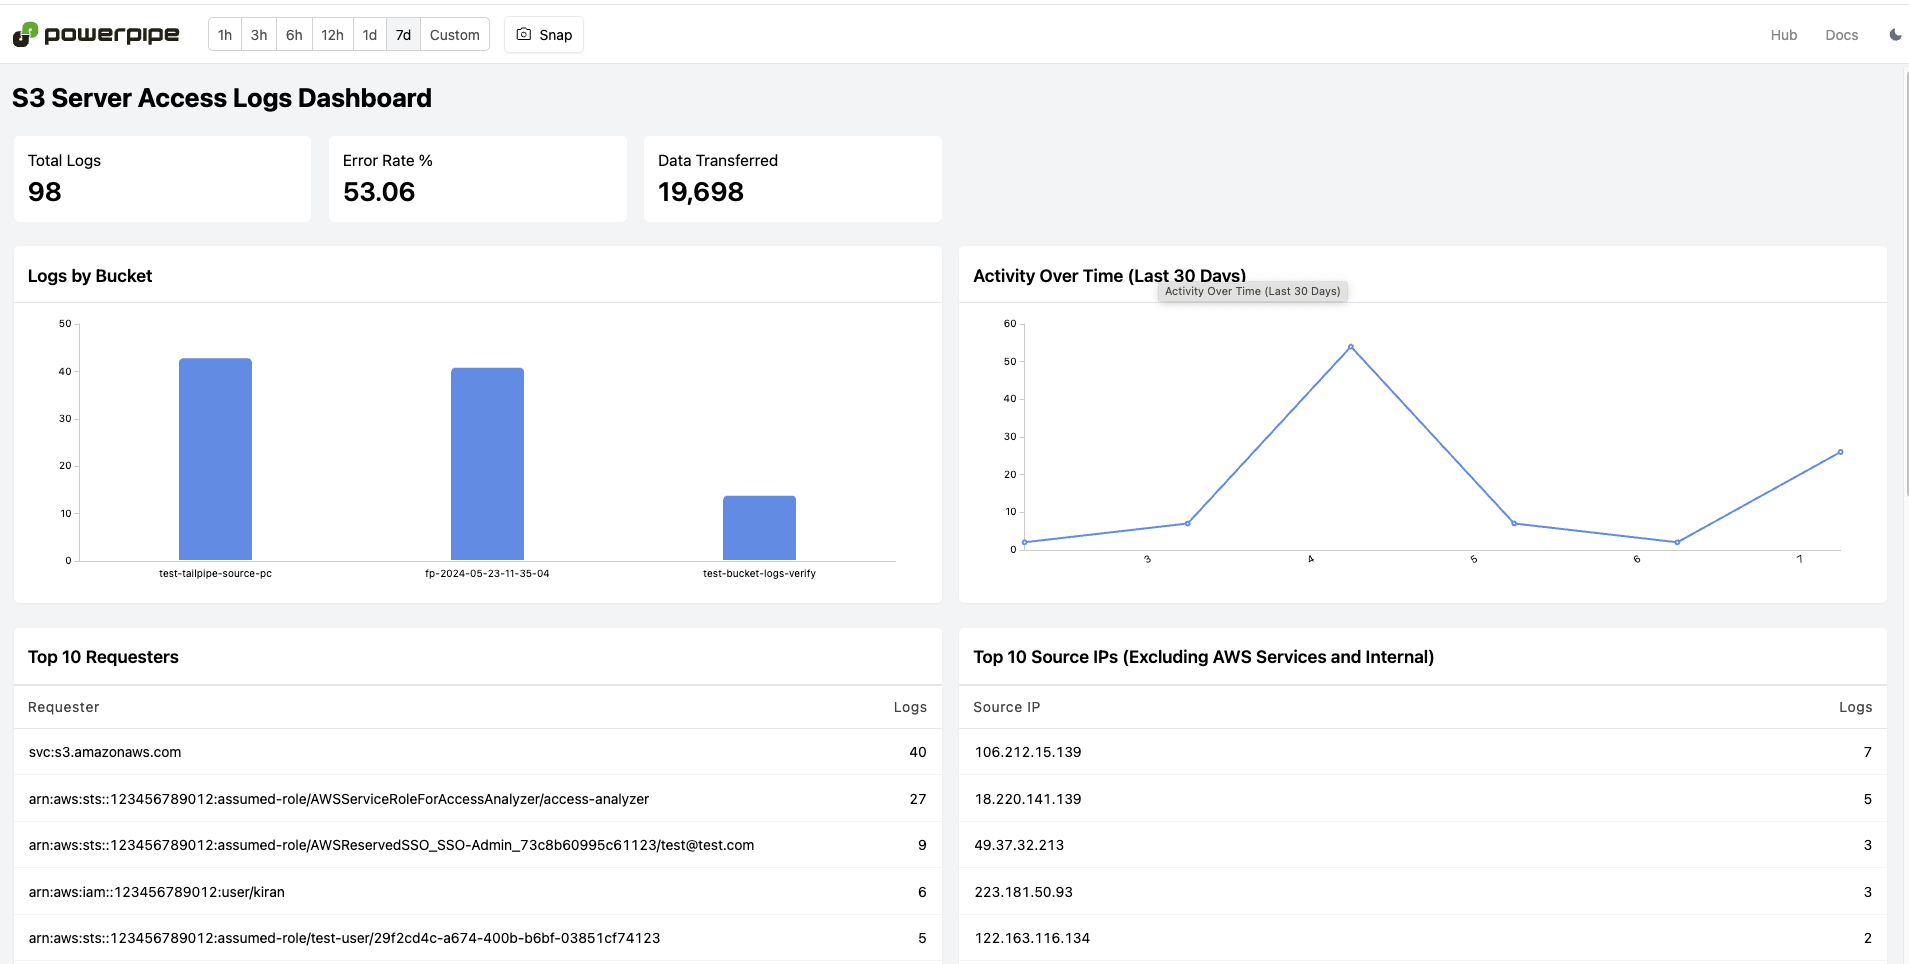 powerpipe
1h 3h 6h 12h 1d 7d Custom
Snap
Hub Docs
S3 Server Access Logs Dashboard
Total Logs
98
Error Rate %
53.06
Data Transferred
19,698
Logs by Bucket
50
40
30
20
10
0
test-tailpipe-source-pc
fp-2024-05-23-11-35-04
test-bucket-logs-verify
Activity Over Time (Last 30 Days)
Activity Over Time (Last 30 Days)
60
50
40
30
20
10
0
3 4 5 6 7
Top 10 Requesters
Requester Logs
svc:s3.amazonaws.com 40
arn:aws:sts::123456789012:assumed-role/AWSServiceRoleForAccessAnalyzer/access-analyzer 27
arn:aws:sts::123456789012:assumed-role/AWSReservedSSO_SSO-Admin_73c8b60995c61123/test@test.com 9
arn:aws:iam::123456789012:user/kiran 6
arn:aws:sts::123456789012:assumed-role/test-user/29f2cd4c-a674-400b-b6bf-03851cf74123 5
Top 10 Source IPs (Excluding AWS Services and Internal)
Source IP Logs
106.212.15.139 7
18.220.141.139 5
49.37.32.213 3
223.181.50.93 3
122.163.116.134 2